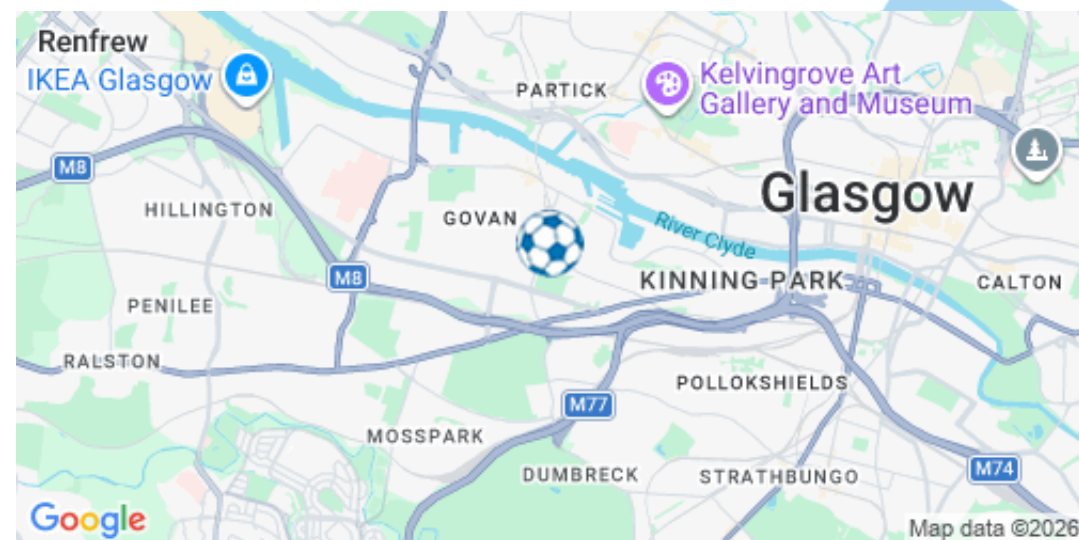 Renfrew
IKEA Glasgow
PARTICK
Kelvingrove Art
Gallery and Museum
M8
HILLINGTON
GOVAN
Glasgow
River Clyde
M8
KINNING PARK
CALTON
PENILEE
RALSTON
POLLOKSHIELDS
M77
MOSSPARK
DUMBRECK
STRATHBUNGO
M74
Google
Map data ©2026